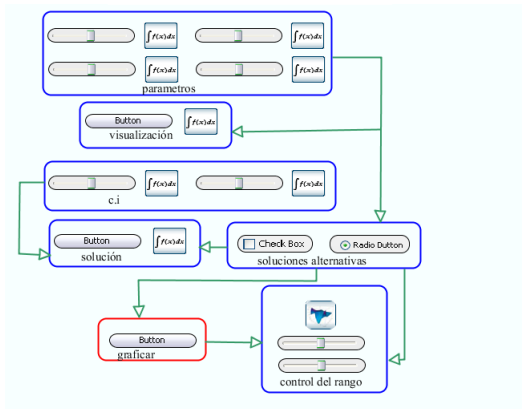 ∫f(x)dx ∫f(x)dx
∫f(x)dx ∫f(x)dx
parametros
Button ∫f(x)dx
visualización
∫f(x)dx ∫f(x)dx
c.i
Button ∫f(x)dx
solución
Check Box Radio Button
soluciones alternativas
Button
graficar
control del rango